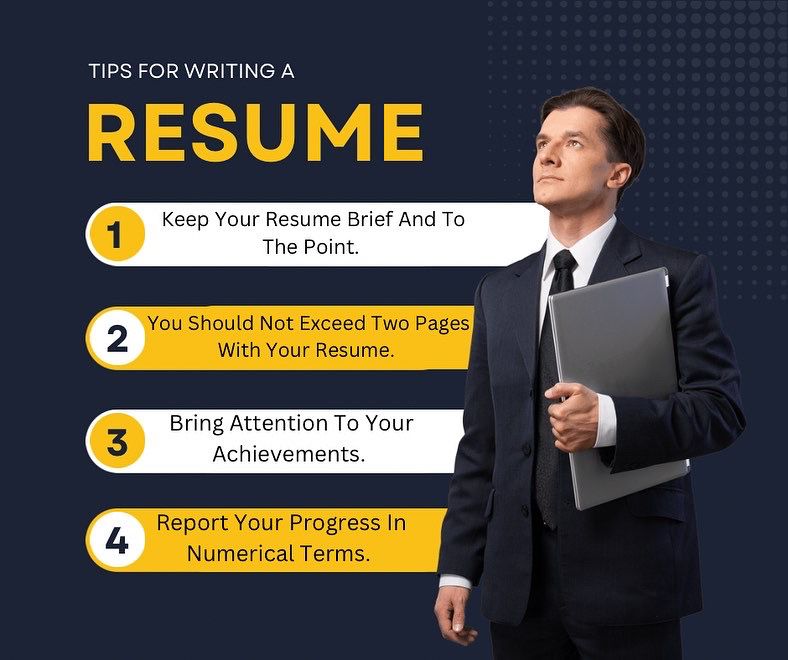 TIPS FOR WRITING A
RESUME
1
Keep Your Resume Brief And To
The Point.
2
You Should Not Exceed Two Pages
With Your Resume.
3
Bring Attention To Your
Achievements.
4
Report Your Progress In
Numerical Terms.